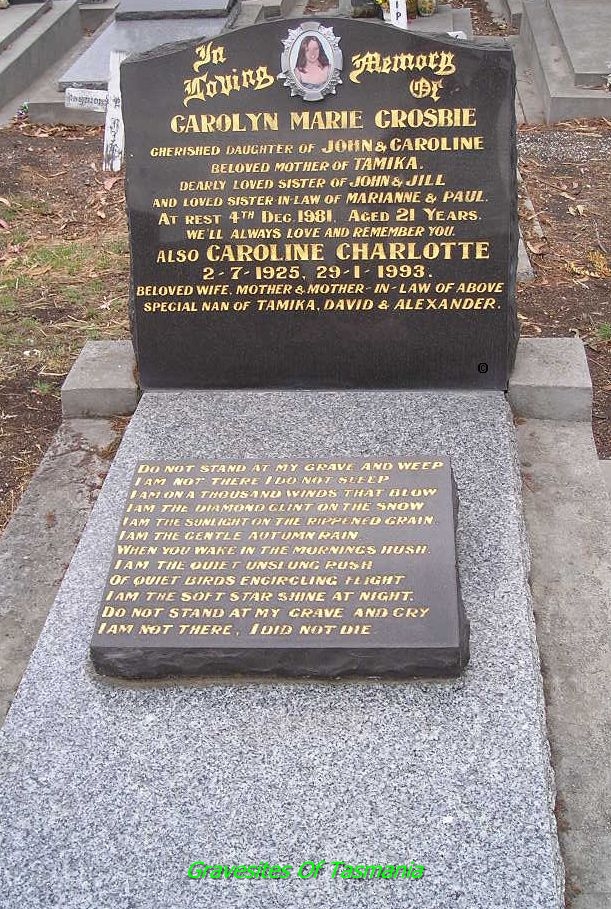 In
Loving Memory
Of
CAROLYN MARIE CROSBIE
CHERISHED DAUGHTER OF JOHN & CAROLINE
BELOVED MOTHER OF TAMIKA.
DEARLY LOVED SISTER OF JOHN & JILL
AND LOVED SISTER-IN-LAW OF MARIANNE & PAUL.
AT REST 4TH DEC. 1981, AGED 21 YEARS.
WE'LL ALWAYS LOVE AND REMEMBER YOU.
ALSO CAROLINE CHARLOTTE
2-7-1925, 29-1-1993.
BELOVED WIFE, MOTHER & MOTHER-IN-LAW OF ABOVE
SPECIAL NAN OF TAMIKA, DAVID & ALEXANDER.
DO NOT STAND AT MY GRAVE AND WEEP
I AM NOT THERE I DO NOT SLEEP
I AM ON A THOUSAND WINDS THAT BLOW
I AM THE DIAMOND GLINT ON THE SNOW
I AM THE SUNLIGHT ON THE RIPPENED GRAIN.
I AM THE GENTLE AUTUMN RAIN
WHEN YOU WAKE IN THE MORNINGS HUSH.
I AM THE QUIET UNSLUNG RUSH
OF QUIET BIRDS ENGIRCLING FLIGHT
I AM THE SOFT STAR SHINE AT NIGHT.
DO NOT STAND AT MY GRAVE AND CRY
I AM NOT THERE, I DID NOT DIE
Gravesites Of Tasmania